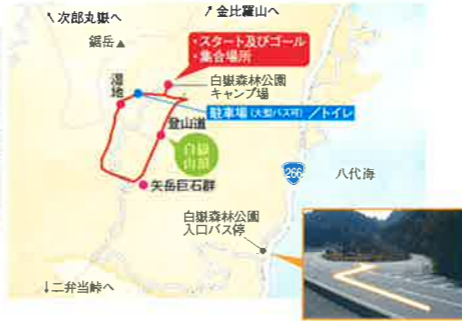 ↖次郎丸嶽へ
↗金比羅山へ
鋸岳▲
・スタート及びゴール
・集合場所
湿地
白嶽森林公園
キャンプ場
駐車場（大型バス可）／トイレ
登山道
白嶽
山頂
矢岳巨石群
266
八代海
白嶽森林公園
入口バス停
↓二弁当峠へ